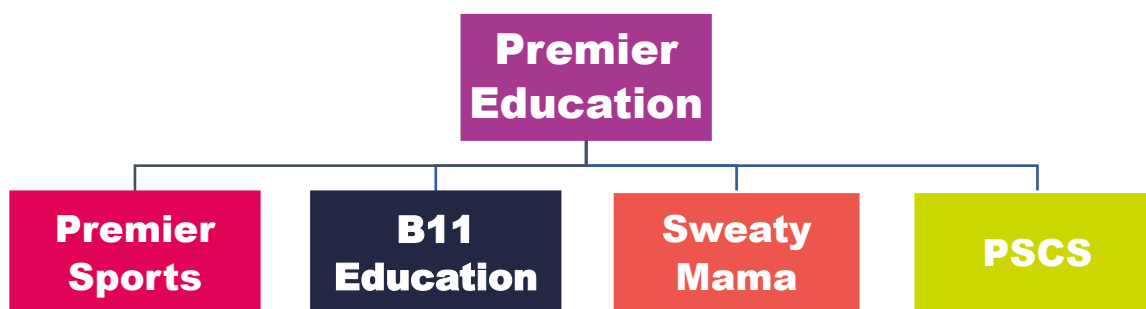 Premier
Education
Premier
Sports
B11
Education
Sweaty
Mama
PSCS